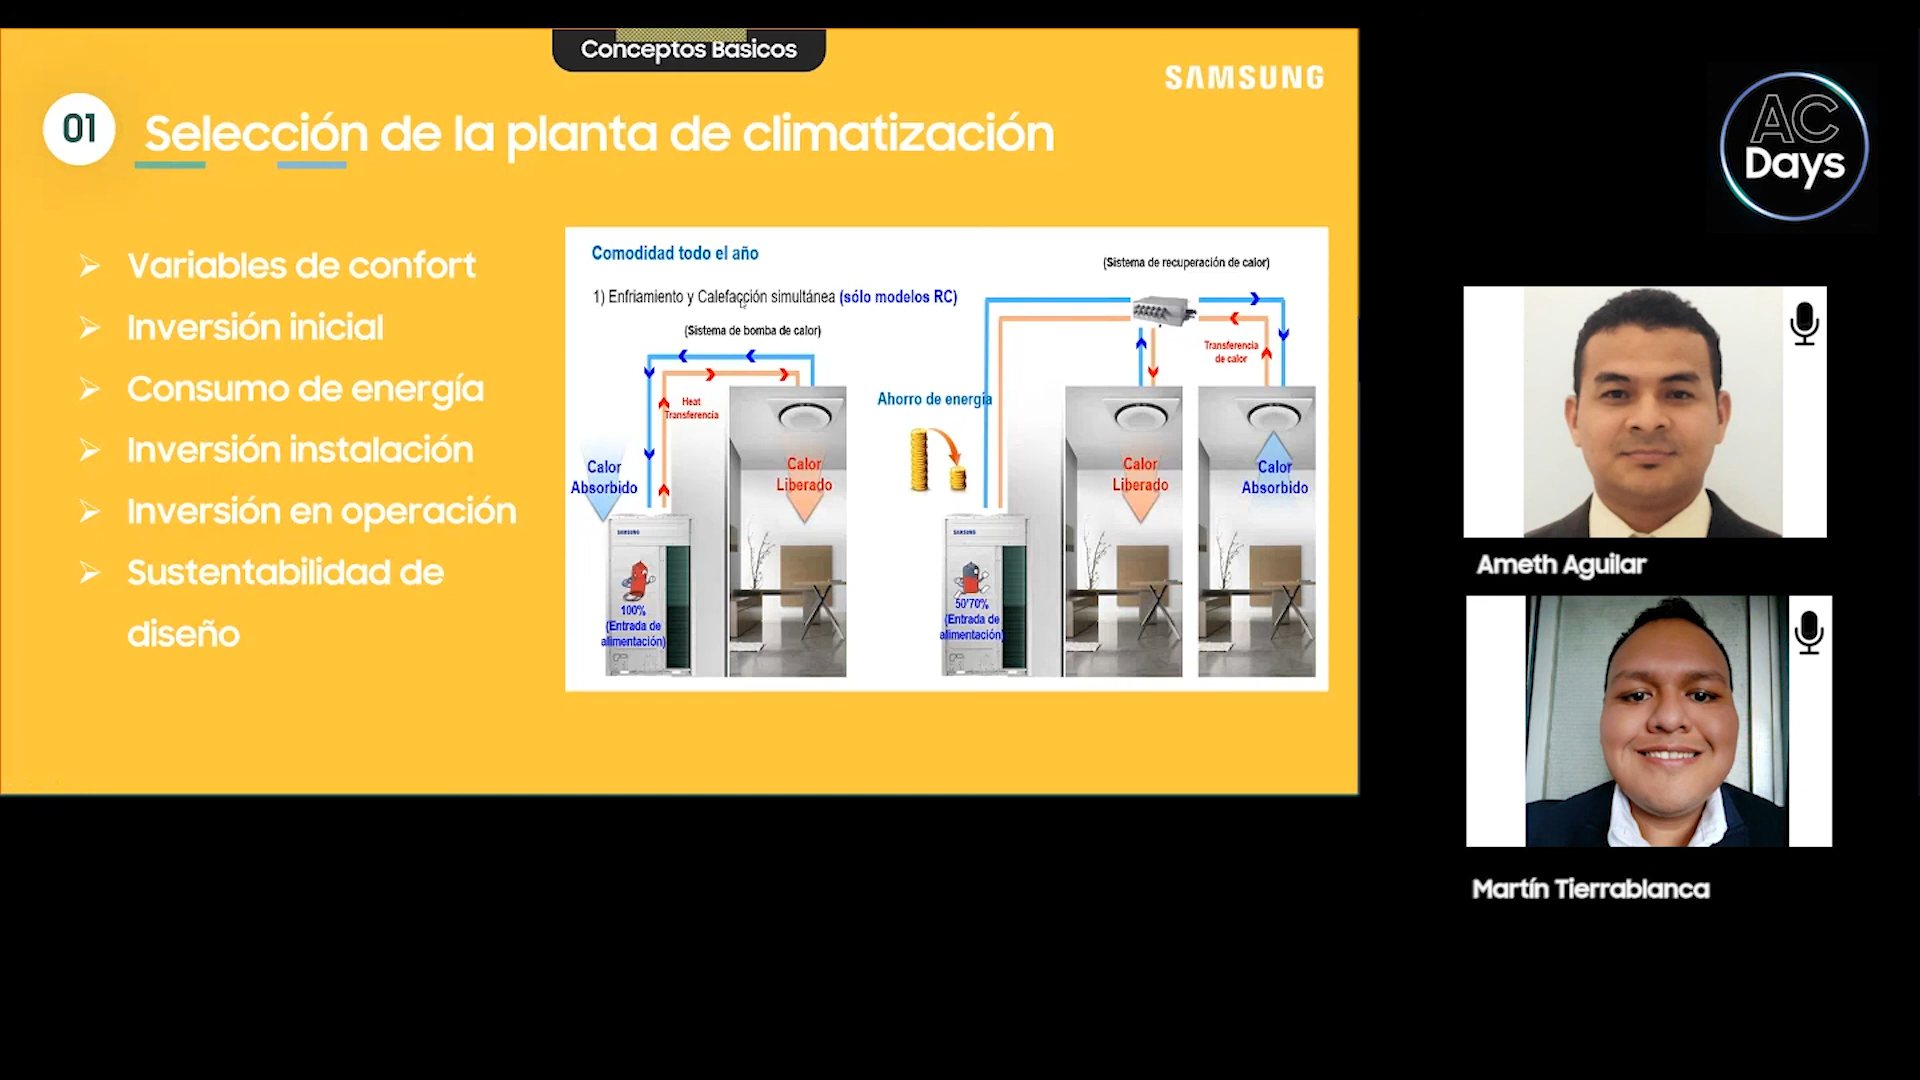 Conceptos Basicos
SAMSUNG
01
Selección de la planta de climatización
Variables de confort
Inversión inicial
Consumo de energía
Inversión instalación
Inversión en operación
Sustentabilidad de
diseño
Comodidad todo el año
1) Enfriamiento y Calefacción simultánea (sólo modelos RC)
(Sistema de bomba de calor)
Heat
Transferencia
Calor
Absorbido
Calor
Liberado
SAMSUNG
100%
(Entrada de
alimentación)
(Sistema de recuperación de calor)
Transferencia
de calor
Ahorro de energía
Calor
Liberado
Calor
Absorbido
SAMSUNG
50'70%
(Entrada de
alimentación)
AC
Days
Ameth Aguilar
Martín Tierrablanca